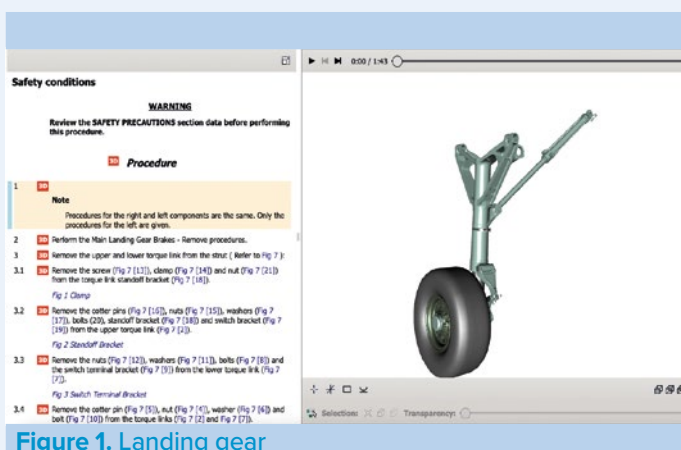 0:00 / 1:43
Safety conditions
WARNING
Review the SAFETY PRECAUTIONS section data before performing
this procedure.
3D Procedure
1 3D
Note
Procedures for the right and left components are the same. Only the
procedures for the left are given.
2 3D Perform the Main Landing Gear Brakes - Remove procedures.
3 3D Remove the upper and lower torque link from the strut ( Refer to Fig 7 ):
3.1 3D Remove the screw (Fig 7 [13]), clamp (Fig 7 [14]) and nut (Fig 7 [21])
from the torque link standoff bracket (Fig 7 [18]).
Fig 1 Clamp
3.2 3D Remove the cotter pins (Fig 7 [16]), nuts (Fig 7 [15]), washers (Fig 7
[17]), bolts (20), standoff bracket (Fig 7 [18]) and switch bracket (Fig 7
[19]) from the upper torque link (Fig 7 [2]).
Fig 2 Standoff Bracket
3.3 3D Remove the nuts (Fig 7 [12]), washers (Fig 7 [11]), bolts (Fig 7 [8]) and
the switch terminal bracket (Fig 7 [9]) from the lower torque link (Fig 7
[7]).
Fig 3 Switch Terminal Bracket
3.4 3D Remove the cotter pin (Fig 7 [5]), nut (Fig 7 [4]), washer (Fig 7 [6]) and
bolt (Fig 7 [10]) from the torque links (Fig 7 [2] and Fig 7 [7]).
Selection: Transparency:
Figure 1. Landing gear